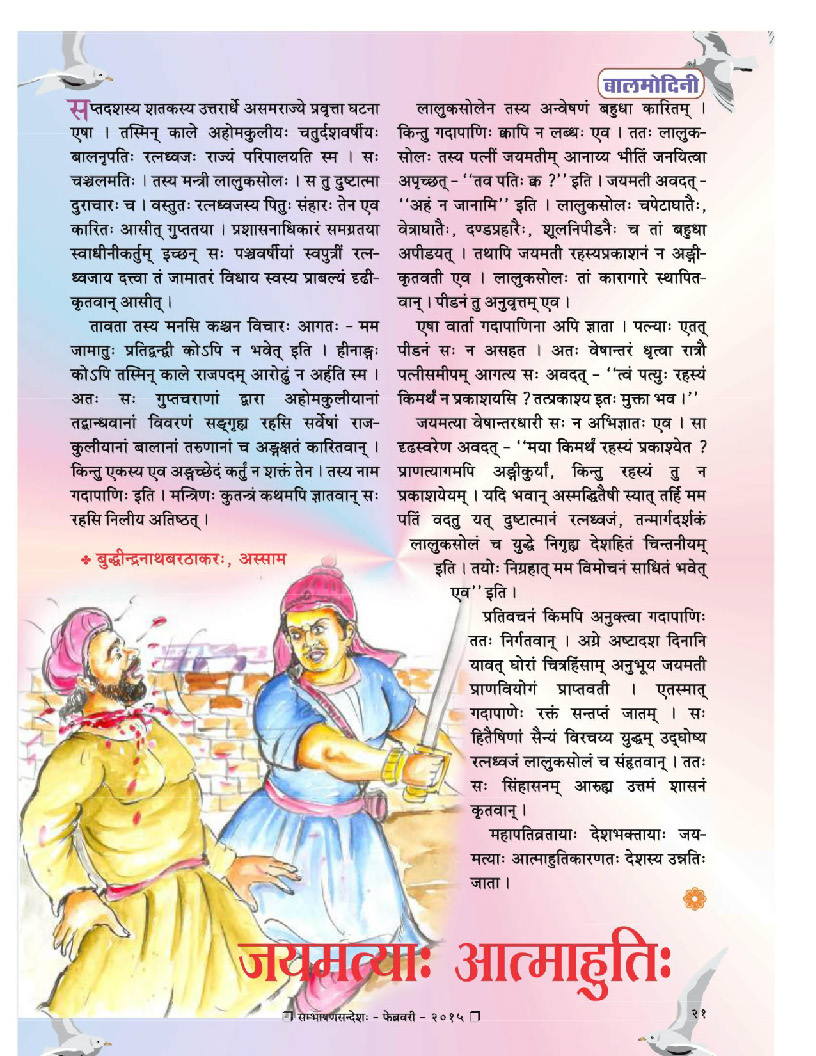 बालमोदिनी
सप्तदशस्य शतकस्य उत्तरार्धे असमराज्ये प्रवृत्ता घटना
एषा । तस्मिन् काले अहोमकुलीयः चतुर्दशवर्षीयः
बालनृपतिः रत्नध्वजः राज्यं परिपालयति स्म । सः
चञ्चलमतिः । तस्य मन्त्री लालुकसोलः । स तु दुष्टात्मा
दुराचारः च । वस्तुतः रत्नध्वजस्य पितुः संहारः तेन एव
कारितः आसीत् गुप्ततया । प्रशासनाधिकारं समग्रतया
स्वाधीनीकर्तुम् इच्छन् सः पञ्चवर्षीयां स्वपुत्रीं रत्न-
ध्वजाय दत्त्वा तं जामातरं विधाय स्वस्य प्राबल्यं दृढी-
कृतवान् आसीत् ।
तावता तस्य मनसि कश्चन विचारः आगतः - मम
जामातुः प्रतिद्वन्द्वी कोऽपि न भवेत् इति । हीनाङ्गः
कोऽपि तस्मिन् काले राजपदम् आरोढुं न अर्हति स्म ।
अतः सः गुप्तचराणां द्वारा अहोमकुलीयानां
तद्वान्धवानां विवरणं सङ्गृह्य रहसि सर्वेषां राज-
कुलीयानां बालानां तरुणानां च अङ्गक्षतं कारितवान् ।
किन्तु एकस्य एव अङ्गच्छेदं कर्तुं न शक्तं तेन । तस्य नाम
गदापाणिः इति । मन्त्रिणः कुतन्त्रं कथमपि ज्ञातवान् सः
रहसि निलीय अतिष्ठत् ।
❖ बुद्धीन्द्रनाथबरठाकरः, अस्साम
लालुकसोलेन तस्य अन्वेषणं बहुधा कारितम् ।
किन्तु गदापाणिः क्वापि न लब्धः एव । ततः लालुक-
सोलः तस्य पत्नीं जयमतीम् आनाय्य भीतिं जनयित्वा
अपृच्छत् - ‘‘तव पतिः क्व ?’’ इति । जयमती अवदत् -
‘‘अहं न जानामि’’ इति । लालुकसोलः चपेटाघातैः,
वेत्राघातैः, दण्डप्रहारैः, शूलनिपीडनैः च तां बहुधा
अपीडयत् । तथापि जयमती रहस्यप्रकाशनं न अङ्गी-
कृतवती एव । लालुकसोलः तां कारागारे स्थापित-
वान् । पीडनं तु अनुवृत्तम् एव ।
एषा वार्ता गदापाणिना अपि ज्ञाता । पत्न्याः एतत्
पीडनं सः न असहत । अतः वेषान्तरं धृत्वा रात्रौ
पत्नीसमीपम् आगत्य सः अवदत् - ‘‘त्वं पत्युः रहस्यं
किमर्थं न प्रकाशयसि ? तत्प्रकाश्य इतः मुक्ता भव ।’’
जयमत्या वेषान्तरधारी सः न अभिज्ञातः एव । सा
दृढस्वरेण अवदत् - ‘‘मया किमर्थं रहस्यं प्रकाश्येत ?
प्राणत्यागमपि अङ्गीकुर्यां, किन्तु रहस्यं तु न
प्रकाशयेयम् । यदि भवान् अस्मद्धितैषी स्यात् तर्हि मम
पतिं वदतु यत् दुष्टात्मानं रत्नध्वजं, तन्मार्गदर्शकं
लालुकसोलं च युद्धे निगृह्य देशहितं चिन्तनीयम्
इति । तयोः निग्रहात् मम विमोचनं साधितं भवेत्
एव’’ इति ।
प्रतिवचनं किमपि अनुक्त्वा गदापाणिः
ततः निर्गतवान् । अग्रे अष्टादश दिनानि
यावत् घोरां चित्रहिंसाम् अनुभूय जयमती
प्राणवियोगं प्राप्तवती । एतस्मात्
गदापाणेः रक्तं सन्तप्तं जातम् । सः
हितैषिणां सैन्यं विरचय्य युद्धम् उद्घोष्य
रत्नध्वजं लालुकसोलं च संहृतवान् । ततः
सः सिंहासनम् आरुह्य उत्तमं शासनं
कृतवान् ।
महापतिव्रतायाः देशभक्तायाः जय-
मत्याः आत्माहुतिकारणतः देशस्य उन्नतिः
जाता ।
जयमत्याः आत्माहुतिः
❐ सम्भाषणसन्देशः - फेब्रवरी - २०१५ ❐
२१